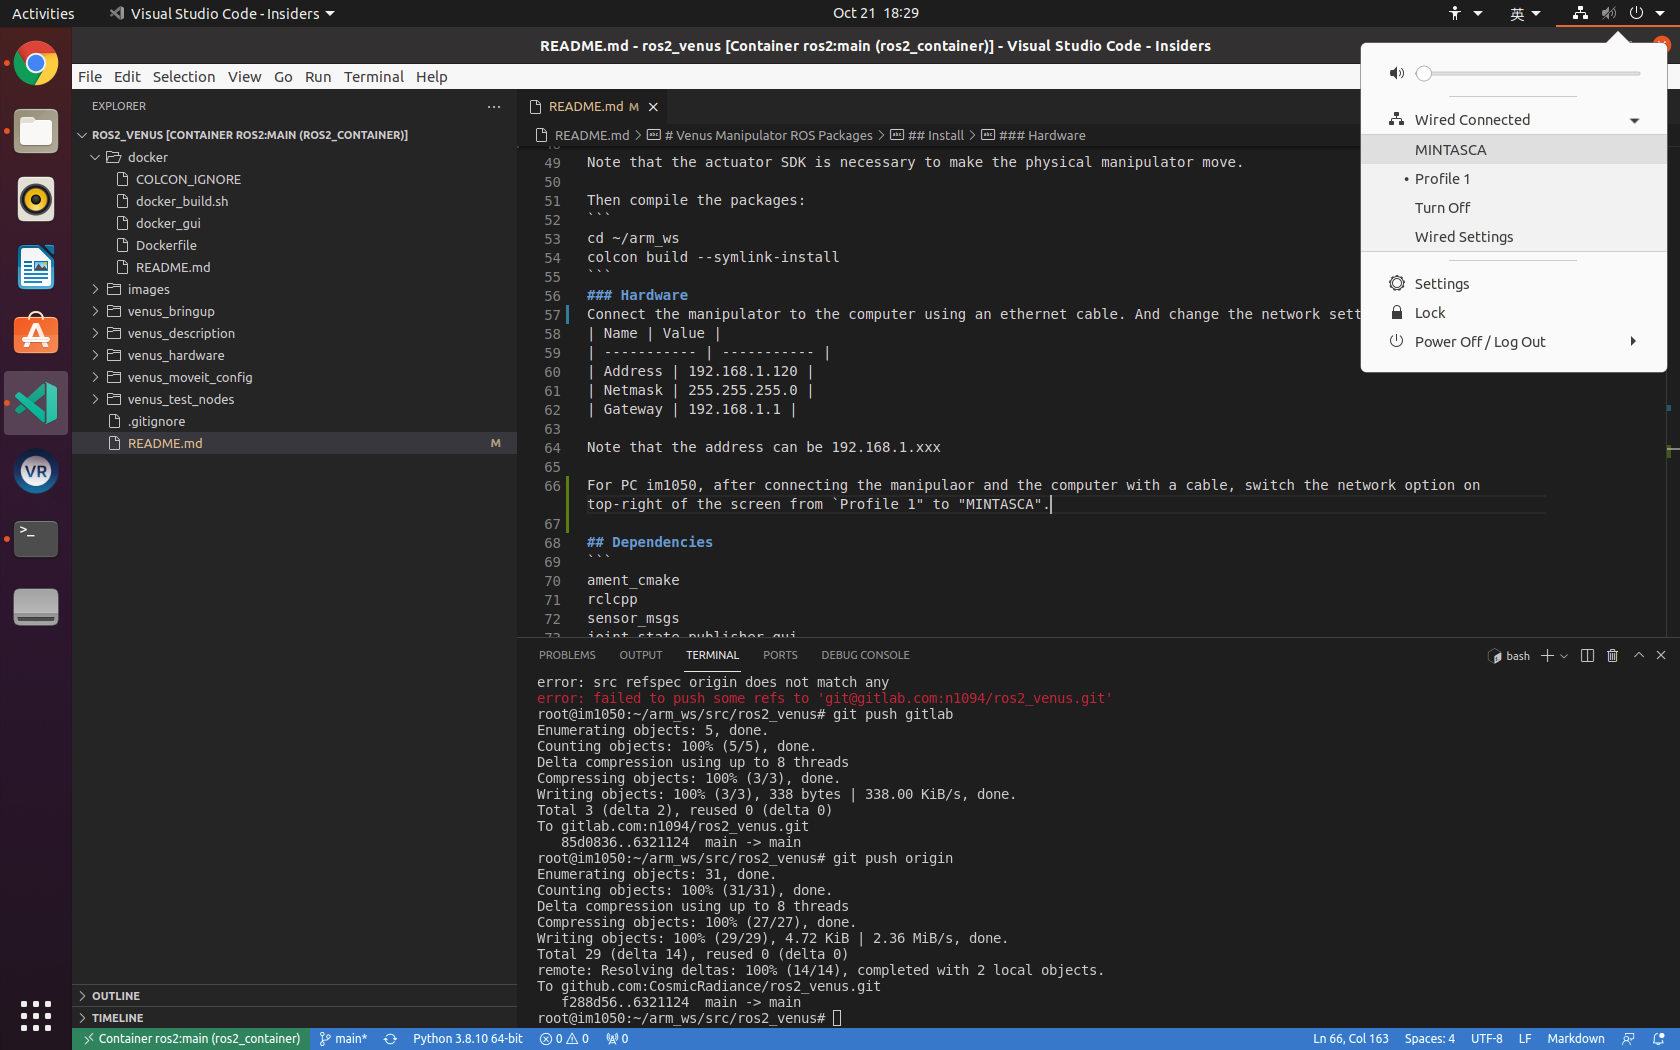 Activities
Visual Studio Code - Insiders
Oct 21 18:29
英
README.md - ros2_venus [Container ros2:main (ros2_container)] - Visual Studio Code - Insiders
File Edit Selection View Go Run Terminal Help
EXPLORER
ROS2_VENUS [CONTAINER ROS2:MAIN (ROS2_CONTAINER)]
docker
COLCON_IGNORE
docker_build.sh
docker_gui
Dockerfile
README.md
images
venus_bringup
venus_description
venus_hardware
venus_moveit_config
venus_test_nodes
.gitignore
README.md M
OUTLINE
TIMELINE
README.md M
README.md > # Venus Manipulator ROS Packages > ## Install > ### Hardware
49 Note that the actuator SDK is necessary to make the physical manipulator move.
50
51 Then compile the packages:
52 ```
53 cd ~/arm_ws
54 colcon build --symlink-install
55 ```
56 ### Hardware
57 Connect the manipulator to the computer using an ethernet cable. And change the network sett
58 | Name | Value |
59 | ----------- | ----------- |
60 | Address | 192.168.1.120 |
61 | Netmask | 255.255.255.0 |
62 | Gateway | 192.168.1.1 |
63
64 Note that the address can be 192.168.1.xxx
65
66 For PC im1050, after connecting the manipulaor and the computer with a cable, switch the network option on
top-right of the screen from `Profile 1" to "MINTASCA".
67
68 ## Dependencies
69 ```
70 ament_cmake
71 rclcpp
72 sensor_msgs
73 joint_state_publisher_gui
Wired Connected
MINTASCA
• Profile 1
Turn Off
Wired Settings
Settings
Lock
Power Off / Log Out
PROBLEMS OUTPUT TERMINAL PORTS DEBUG CONSOLE
bash
error: src refspec origin does not match any
error: failed to push some refs to 'git@gitlab.com:n1094/ros2_venus.git'
root@im1050:~/arm_ws/src/ros2_venus# git push gitlab
Enumerating objects: 5, done.
Counting objects: 100% (5/5), done.
Delta compression using up to 8 threads
Compressing objects: 100% (3/3), done.
Writing objects: 100% (3/3), 338 bytes | 338.00 KiB/s, done.
Total 3 (delta 2), reused 0 (delta 0)
To gitlab.com:n1094/ros2_venus.git
85d0836..6321124 main -> main
root@im1050:~/arm_ws/src/ros2_venus# git push origin
Enumerating objects: 31, done.
Counting objects: 100% (31/31), done.
Delta compression using up to 8 threads
Compressing objects: 100% (27/27), done.
Writing objects: 100% (29/29), 4.72 KiB | 2.36 MiB/s, done.
Total 29 (delta 14), reused 0 (delta 0)
remote: Resolving deltas: 100% (14/14), completed with 2 local objects.
To github.com:CosmicRadiance/ros2_venus.git
f288d56..6321124 main -> main
root@im1050:~/arm_ws/src/ros2_venus#
VR
>_
Container ros2:main (ros2_container) main* Python 3.8.10 64-bit 0 0 0
Ln 66, Col 163 Spaces: 4 UTF-8 LF Markdown